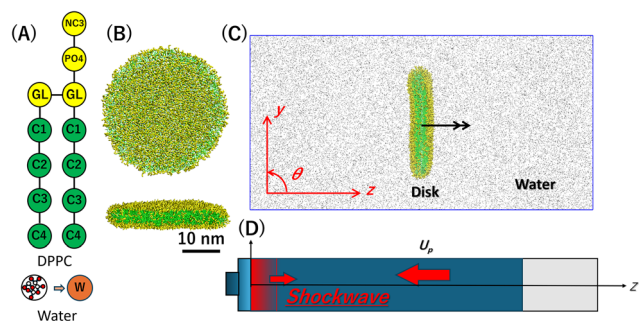 (A)
NC3
PO4
GL
GL
C1
C1
C2
C2
C3
C3
C4
C4
DPPC
W
Water
(B)
10 nm
(C)
y
θ
z
Disk
Water
(D)
Up
Shockwave
z